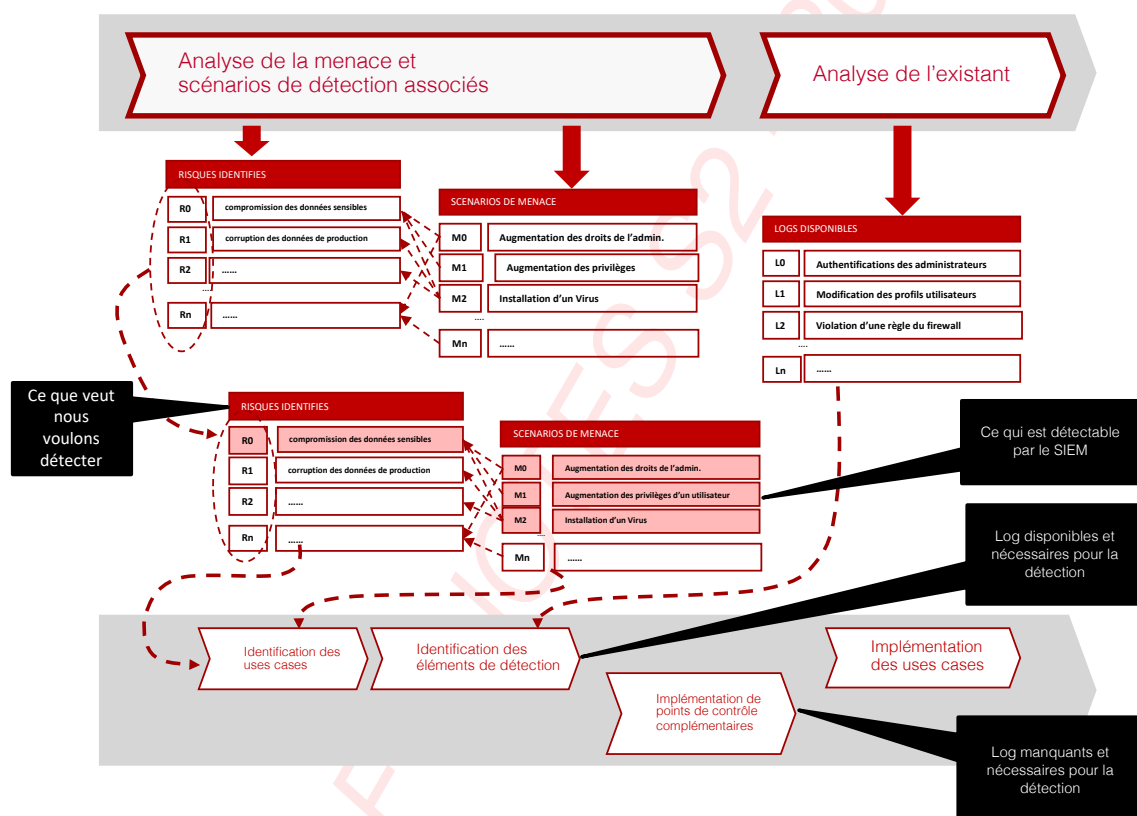 Analyse de la menace et
scénarios de détection associés
Analyse de l'existant
RISQUES IDENTIFIES
R0 compromission des données sensibles
R1 corruption des données de production
R2 ......
....
Rn ......
SCENARIOS DE MENACE
M0 Augmentation des droits de l'admin.
M1 Augmentation des privilèges
M2 Installation d'un Virus
....
Mn ......
LOGS DISPONIBLES
L0 Authentifications des administrateurs
L1 Modification des profils utilisateurs
L2 Violation d'une règle du firewall
....
Ln ......
Ce que veut
nous
voulons
détecter
RISQUES IDENTIFIES
R0 compromission des données sensibles
R1 corruption des données de production
R2 ......
Rn ......
SCENARIOS DE MENACE
M0 Augmentation des droits de l'admin.
M1 Augmentation des privilèges d'un utilisateur
M2 Installation d'un Virus
....
Mn ......
Ce qui est détectable
par le SIEM
Log disponibles et
nécessaires pour la
détection
Identification des
uses cases
Identification des
éléments de détection
Implémentation de
points de contrôle
complémentaires
Implémentation
des uses cases
Log manquants et
nécessaires pour la
détection